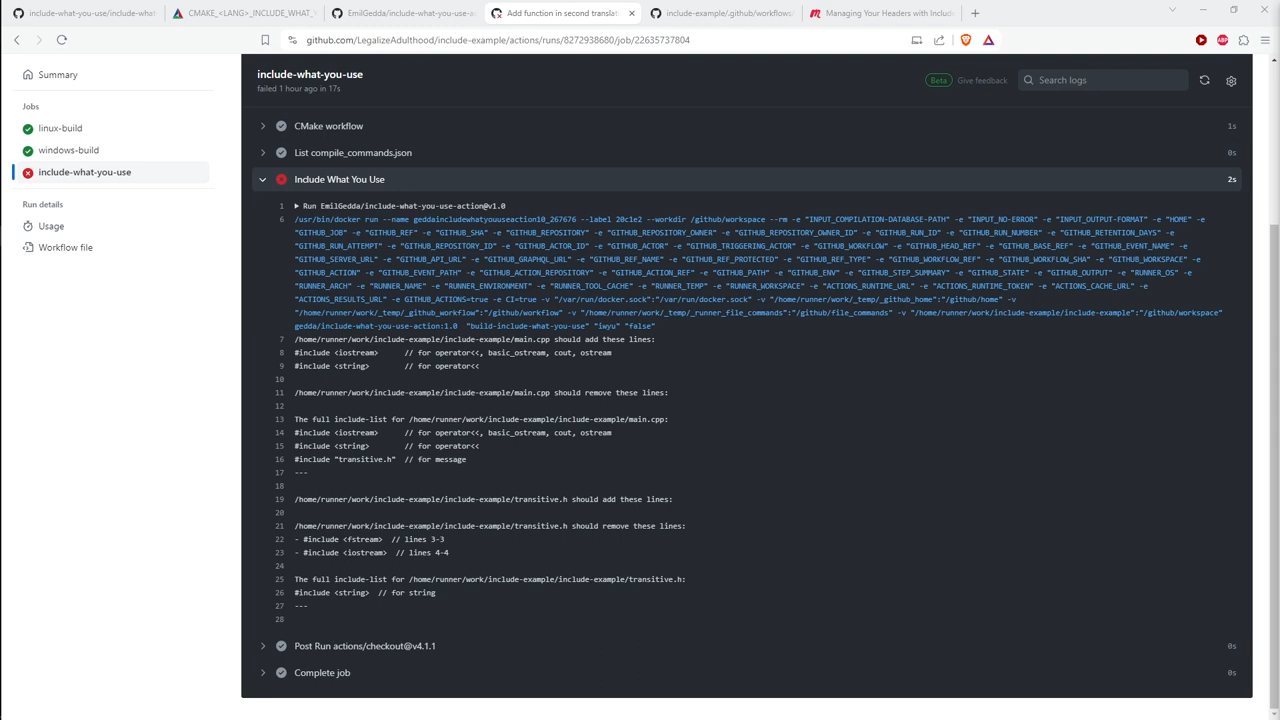 include-what-you-use/include-what
CMAKE_<LANG>_INCLUDE_WHAT_Y
EmilGedda/include-what-you-use-a
Add function in second translati
include-example/.github/workflows
Managing Your Headers with Includ
github.com/LegalizeAdulthood/include-example/actions/runs/8272938680/job/22635737804
Summary
Jobs
linux-build
windows-build
include-what-you-use
Run details
Usage
Workflow file
include-what-you-use
failed 1 hour ago in 17s
Beta Give feedback
Search logs
CMake workflow 1s
List compile_commands.json 0s
Include What You Use 2s
1 Run EmilGedda/include-what-you-use-action@v1.0
6 /usr/bin/docker run --name geddaincludewhatyouuseaction10_267676 --label 20c1e2 --workdir /github/workspace --rm -e "INPUT_COMPILATION-DATABASE-PATH" -e "INPUT_NO-ERROR" -e "INPUT_OUTPUT-FORMAT" -e "HOME" -e
"GITHUB_JOB" -e "GITHUB_REF" -e "GITHUB_SHA" -e "GITHUB_REPOSITORY" -e "GITHUB_REPOSITORY_OWNER" -e "GITHUB_REPOSITORY_OWNER_ID" -e "GITHUB_RUN_ID" -e "GITHUB_RUN_NUMBER" -e "GITHUB_RETENTION_DAYS" -e
"GITHUB_RUN_ATTEMPT" -e "GITHUB_REPOSITORY_ID" -e "GITHUB_ACTOR_ID" -e "GITHUB_ACTOR" -e "GITHUB_TRIGGERING_ACTOR" -e "GITHUB_WORKFLOW" -e "GITHUB_HEAD_REF" -e "GITHUB_BASE_REF" -e "GITHUB_EVENT_NAME" -e
"GITHUB_SERVER_URL" -e "GITHUB_API_URL" -e "GITHUB_GRAPHQL_URL" -e "GITHUB_REF_NAME" -e "GITHUB_REF_PROTECTED" -e "GITHUB_REF_TYPE" -e "GITHUB_WORKFLOW_REF" -e "GITHUB_WORKFLOW_SHA" -e "GITHUB_WORKSPACE" -e
"GITHUB_ACTION" -e "GITHUB_EVENT_PATH" -e "GITHUB_ACTION_REPOSITORY" -e "GITHUB_ACTION_REF" -e "GITHUB_PATH" -e "GITHUB_ENV" -e "GITHUB_STEP_SUMMARY" -e "GITHUB_STATE" -e "GITHUB_OUTPUT" -e "RUNNER_OS" -e
"RUNNER_ARCH" -e "RUNNER_NAME" -e "RUNNER_ENVIRONMENT" -e "RUNNER_TOOL_CACHE" -e "RUNNER_TEMP" -e "RUNNER_WORKSPACE" -e "ACTIONS_RUNTIME_URL" -e "ACTIONS_RUNTIME_TOKEN" -e "ACTIONS_CACHE_URL" -e
"ACTIONS_RESULTS_URL" -e GITHUB_ACTIONS=true -e CI=true -v "/var/run/docker.sock":"/var/run/docker.sock" -v "/home/runner/work/_temp/_github_home":"/github/home" -v
"/home/runner/work/_temp/_github_workflow":"/github/workflow" -v "/home/runner/work/_temp/_runner_file_commands":"/github/file_commands" -v "/home/runner/work/include-example/include-example":"/github/workspace"
gedda/include-what-you-use-action:1.0 "build-include-what-you-use" "iwyu" "false"
7 /home/runner/work/include-example/include-example/main.cpp should add these lines:
8 #include <iostream> // for operator<<, basic_ostream, cout, ostream
9 #include <string> // for operator<<
10
11 /home/runner/work/include-example/include-example/main.cpp should remove these lines:
12
13 The full include-list for /home/runner/work/include-example/include-example/main.cpp:
14 #include <iostream> // for operator<<, basic_ostream, cout, ostream
15 #include <string> // for operator<<
16 #include "transitive.h" // for message
17 ---
18
19 /home/runner/work/include-example/include-example/transitive.h should add these lines:
20
21 /home/runner/work/include-example/include-example/transitive.h should remove these lines:
22 - #include <fstream> // lines 3-3
23 - #include <iostream> // lines 4-4
24
25 The full include-list for /home/runner/work/include-example/include-example/transitive.h:
26 #include <string> // for string
27 ---
28
Post Run actions/checkout@v4.1.1 0s
Complete job 0s